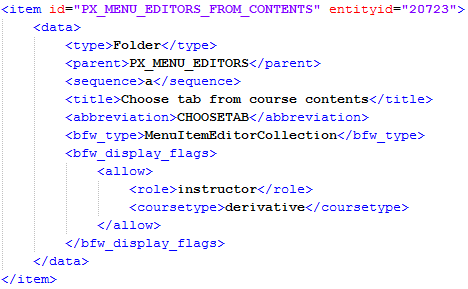 <item id="PX_MENU_EDITORS_FROM_CONTENTS" entityid="20723">
    <data>
        <type>Folder</type>
        <parent>PX_MENU_EDITORS</parent>
        <sequence>a</sequence>
        <title>Choose tab from course contents</title>
        <abbreviation>CHOOSETAB</abbreviation>
        <bfw_type>MenuItemEditorCollection</bfw_type>
        <bfw_display_flags>
            <allow>
                <role>instructor</role>
                <coursetype>derivative</coursetype>
            </allow>
        </bfw_display_flags>
    </data>
</item>